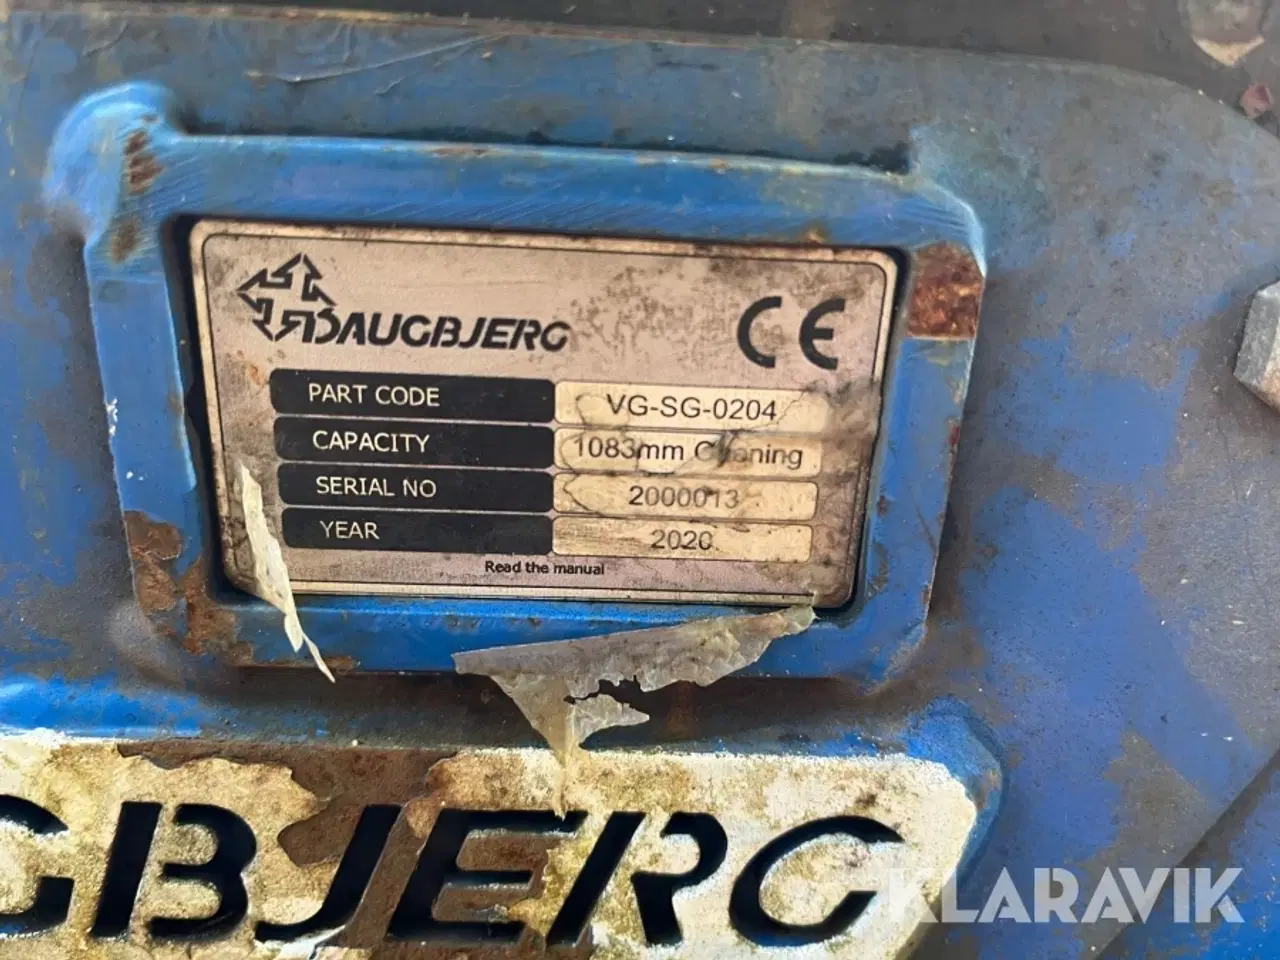 DAUGBJERG
CE
PART CODE VG-SG-0204
CAPACITY 1083mm
SERIAL NO 2000013
YEAR 2020
Read the manual
GBJERG
KLARAVIK